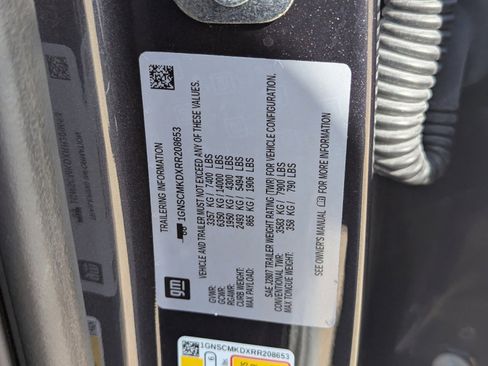 TRAILERING INFORMATION
1GNSCMKDXRR208653
VEHICLE AND TRAILER MUST NOT EXCEED ANY OF THESE VALUES.
GVWR: 3357 KG / 7400 LBS
GCWR: 6350 KG / 14000 LBS
RGAWR: 1950 KG / 4300 LBS
CURB WEIGHT: 2493 KG / 5496 LBS
MAX PAYLOAD: 865 KG / 1908 LBS
SAE J2807 TRAILER WEIGHT RATING (TWR) FOR VEHICLE CONFIGURATION.
CONVENTIONAL TWR: 3583 KG / 7900 LBS
MAX TONGUE WEIGHT: 358 KG / 790 LBS
SEE OWNER'S MANUAL FOR MORE INFORMATION
gm
1GNSCMKDXRR208653